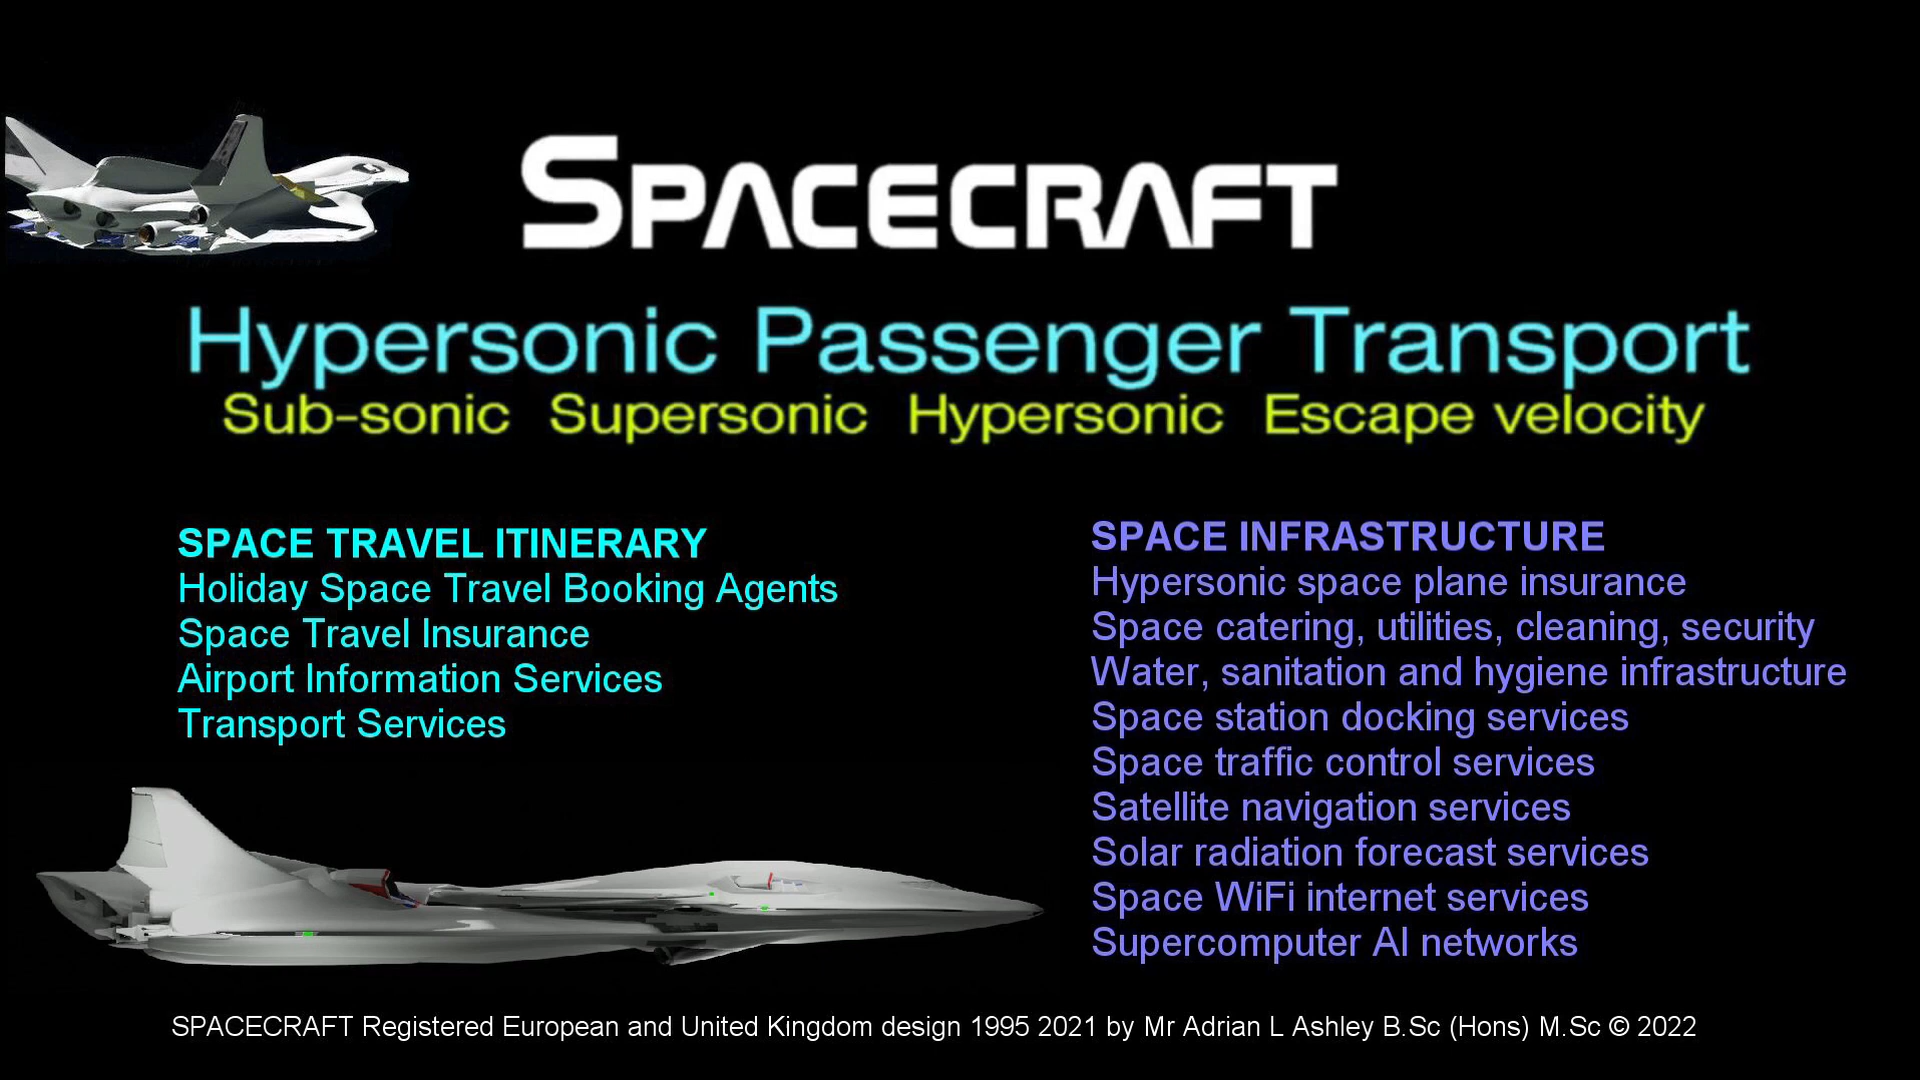 SPACECRAFT
Hypersonic Passenger Transport
Sub-sonic Supersonic Hypersonic Escape velocity
SPACE TRAVEL ITINERARY
Holiday Space Travel Booking Agents
Space Travel Insurance
Airport Information Services
Transport Services
SPACE INFRASTRUCTURE
Hypersonic space plane insurance
Space catering, utilities, cleaning, security
Water, sanitation and hygiene infrastructure
Space station docking services
Space traffic control services
Satellite navigation services
Solar radiation forecast services
Space WiFi internet services
Supercomputer AI networks
SPACECRAFT Registered European and United Kingdom design 1995 2021 by Mr Adrian L Ashley B.Sc (Hons) M.Sc © 2022